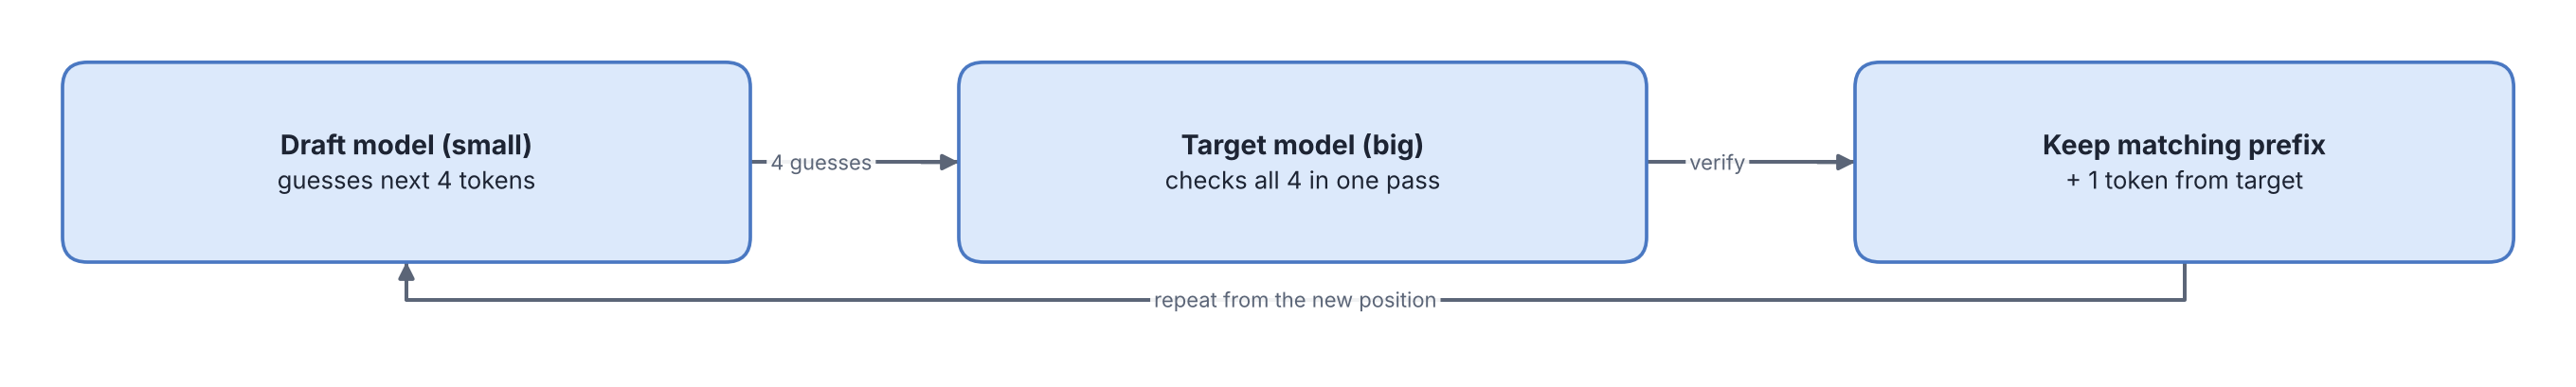 Draft model (small)
guesses next 4 tokens
4 guesses
Target model (big)
checks all 4 in one pass
verify
Keep matching prefix
+ 1 token from target
repeat from the new position